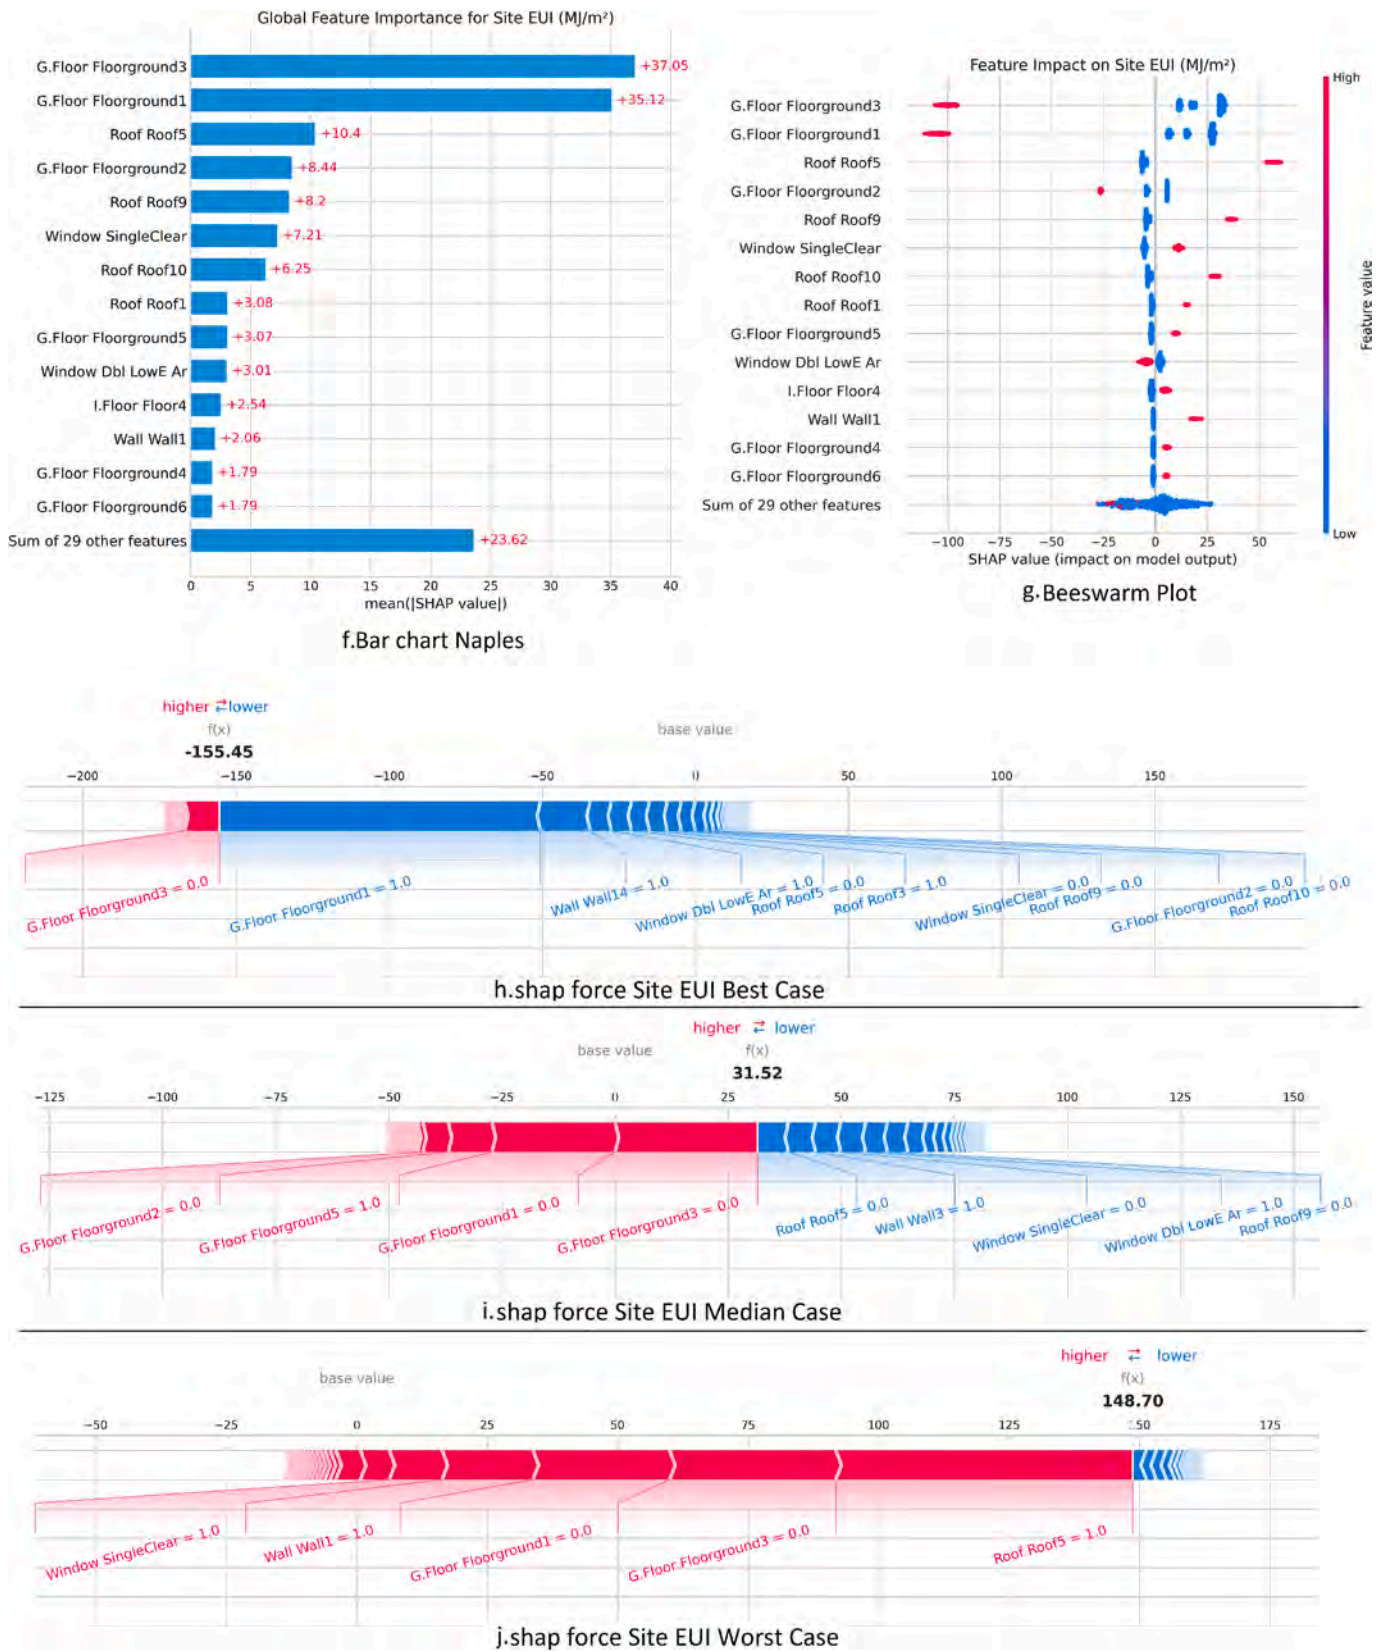 Global Feature Importance for Site EUI (MJ/m²)
G.Floor Floorground3 +37.05
G.Floor Floorground1 +35.12
Roof Roof5 +10.4
G.Floor Floorground2 +8.44
Roof Roof9 +8.2
Window SingleClear +7.21
Roof Roof10 +6.25
Roof Roof1 +3.08
G.Floor Floorground5 +3.07
Window Dbl LowE Ar +3.01
I.Floor Floor4 +2.54
Wall Wall1 +2.06
G.Floor Floorground4 +1.79
G.Floor Floorground6 +1.79
Sum of 29 other features +23.62
0 5 10 15 20 25 30 35 40
mean(|SHAP value|)
f.Bar chart Naples
Feature Impact on Site EUI (MJ/m²)
High
G.Floor Floorground3
G.Floor Floorground1
Roof Roof5
G.Floor Floorground2
Roof Roof9
Window SingleClear
Roof Roof10
Roof Roof1
G.Floor Floorground5
Window Dbl LowE Ar
I.Floor Floor4
Wall Wall1
G.Floor Floorground4
G.Floor Floorground6
Sum of 29 other features
Feature value
Low
−100 −75 −50 −25 0 25 50
SHAP value (impact on model output)
g.Beeswarm Plot
higher ⇄ lower
f(x)
base value
-155.45
−200 −150 −100 −50 0 50 100 150
G.Floor Floorground3 = 0.0
G.Floor Floorground1 = 1.0
Wall Wall14 = 1.0
Window Dbl LowE Ar = 1.0
Roof Roof5 = 0.0
Roof Roof3 = 1.0
Window SingleClear = 0.0
Roof Roof9 = 0.0
G.Floor Floorground2 = 0.0
Roof Roof10 = 0.0
h.shap force Site EUI Best Case
higher ⇄ lower
base value
f(x)
31.52
−125 −100 −75 −50 −25 0 25 50 75 100 125 150
G.Floor Floorground2 = 0.0
G.Floor Floorground5 = 1.0
G.Floor Floorground1 = 0.0
G.Floor Floorground3 = 0.0
Roof Roof5 = 0.0
Wall Wall3 = 1.0
Window SingleClear = 0.0
Window Dbl LowE Ar = 1.0
Roof Roof9 = 0.0
i.shap force Site EUI Median Case
higher ⇄ lower
base value
f(x)
148.70
−50 −25 0 25 50 75 100 125 150 175
Window SingleClear = 1.0
Wall Wall1 = 1.0
G.Floor Floorground1 = 0.0
G.Floor Floorground3 = 0.0
Roof Roof5 = 1.0
j.shap force Site EUI Worst Case